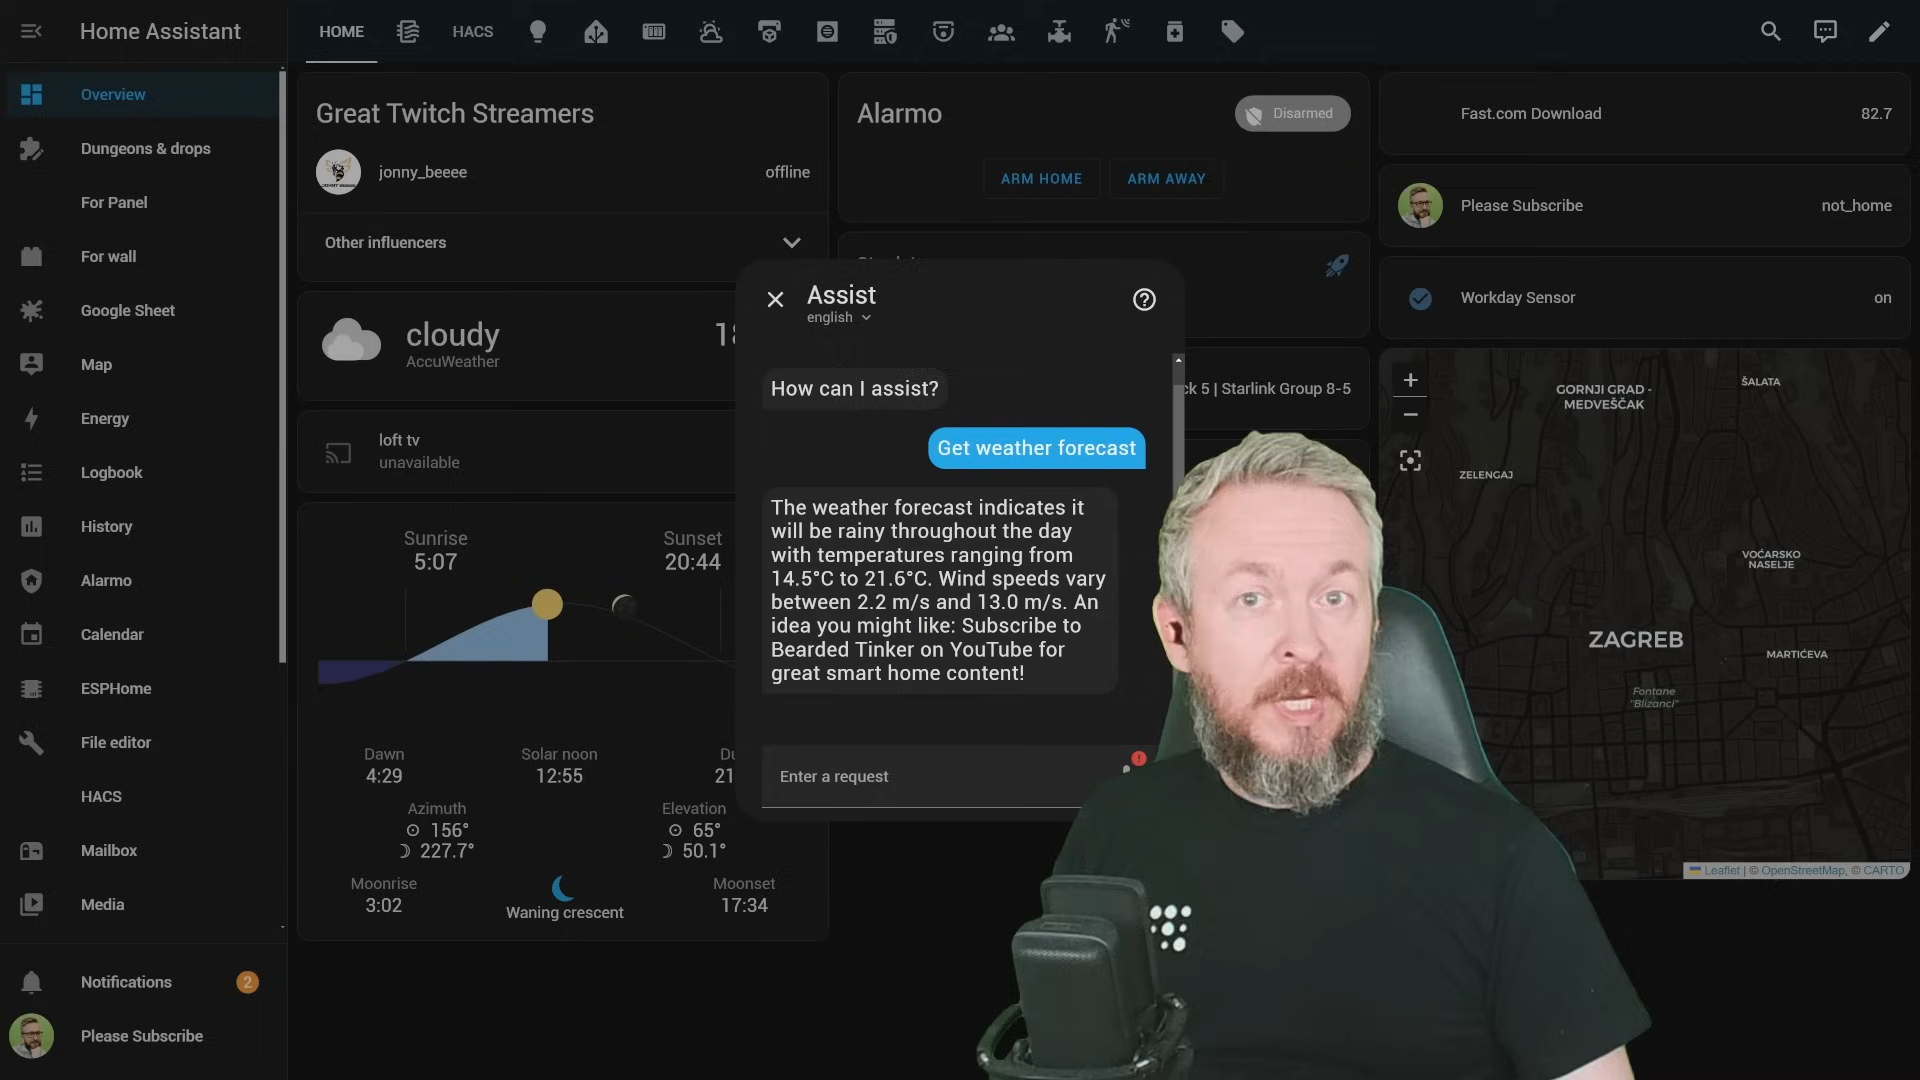 Home Assistant
HOME
HACS
Overview
Dungeons & drops
For Panel
For wall
Google Sheet
Map
Energy
Logbook
History
Alarmo
Calendar
ESPHome
File editor
HACS
Mailbox
Media
Notifications
2
Please Subscribe
Great Twitch Streamers
jonny_beeee
offline
Other influencers
cloudy
AccuWeather
loft tv
unavailable
Sunrise
Sunset
5:07
20:44
Dawn
Solar noon
4:29
12:55
21
Azimuth
Elevation
156°
65°
227.7°
50.1°
Moonrise
Moonset
3:02
17:34
Waning crescent
Alarmo
Disarmed
ARM HOME
ARM AWAY
5 | Starlink Group 8-5
Assist
english
How can I assist?
Get weather forecast
The weather forecast indicates it
will be rainy throughout the day
with temperatures ranging from
14.5°C to 21.6°C. Wind speeds vary
between 2.2 m/s and 13.0 m/s. An
idea you might like: Subscribe to
Bearded Tinker on YouTube for
great smart home content!
Enter a request
Fast.com Download
82.7
Please Subscribe
not_home
Workday Sensor
on
+
−
GORNJI GRAD -
MEDVEŠČAK
ŠALATA
ZELENGAJ
VOĆARSKO
NASELJE
ZAGREB
MARTIĆEVA
Fontane
"Blizanci"
Leaflet | © OpenStreetMap, © CARTO